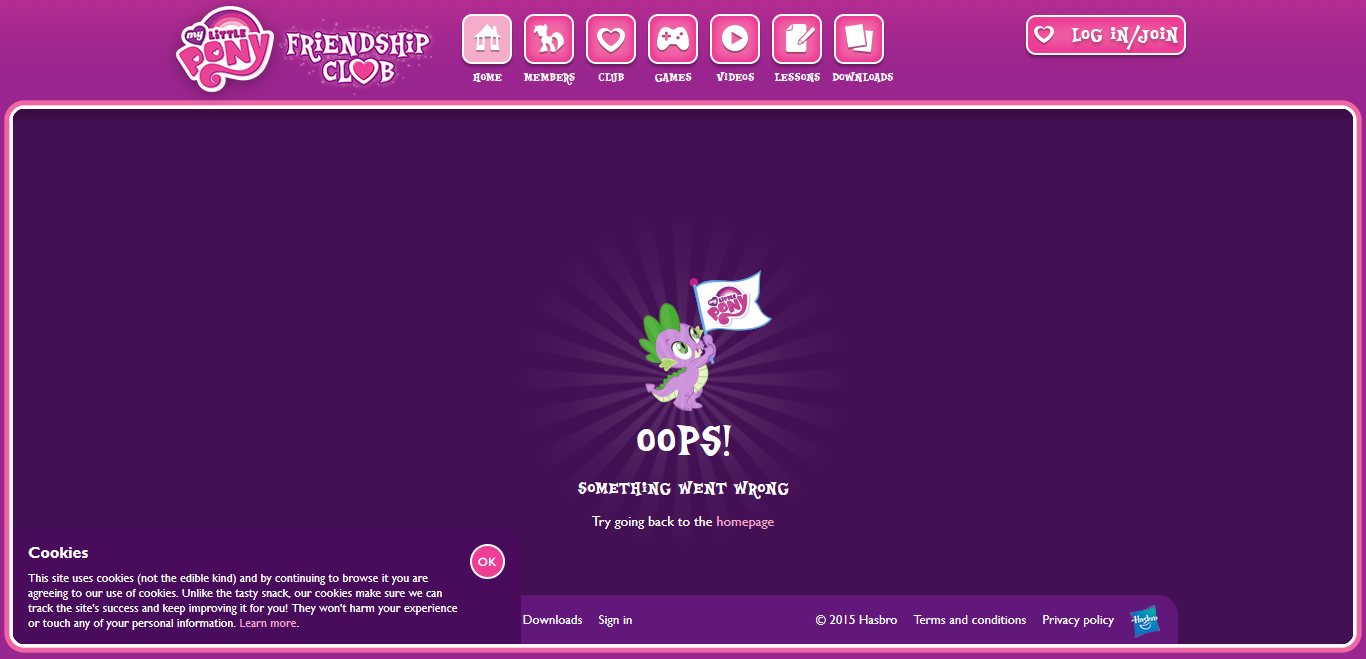 my LITTLE PONY
FRiENDSHiP
CLUB
HOME
MEMBERS
CLUB
GAMES
ViDEOS
LESSONS
DOWNLOADS
LOG iN/JOiN
my LITTLE
PONY
OOPS!
SOMETHiNG WENT WRONG
Try going back to the homepage
Cookies
OK
This site uses cookies (not the edible kind) and by continuing to browse it you are
agreeing to our use of cookies. Unlike the tasty snack, our cookies make sure we can
track the site's success and keep improving it for you! They won't harm your experience
or touch any of your personal information. Learn more.
Downloads Sign in © 2015 Hasbro Terms and conditions Privacy policy Hasbro